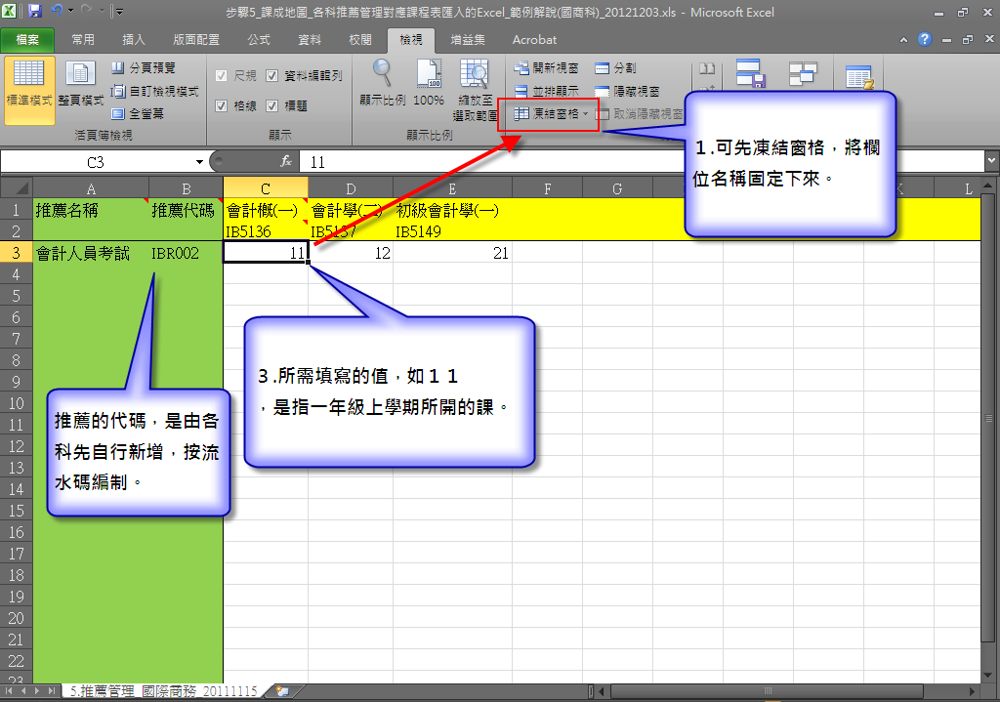 步驟5_課成地圖_各科推薦管理對應課程表匯入的Excel_範例解說(國商科)_20121203.xls - Microsoft Excel
檔案 常用 插入 版面配置 公式 資料 校閱 檢視 增益集 Acrobat
標準模式 整頁模式 分頁預覽 自訂檢視模式 全螢幕
活頁簿檢視
尺規 資料編輯列 格線 標題
顯示
顯示比例 100% 縮放至選取範圍
顯示比例
開新視窗 並排顯示 凍結窗格 分割 隱藏視窗 取消隱藏視窗
C3 fx 11
A B C D E F G K L
1 推薦名稱 推薦代碼 會計概(一) 會計學(二) 初級會計學(一)
2 IB5136 IB5137 IB5149
3 會計人員考試 IBR002 11 12 21
4
5
6
7
8
9
10
11
12
13
14
15
16
17
18
19
20
21
22
23
1.可先凍結窗格，將欄
位名稱固定下來。
３.所需填寫的值，如１１
，是指一年級上學期所開的課。
推薦的代碼，是由各
科先自行新增，按流
水碼編制。
5.推薦管理_國際商務_20111115